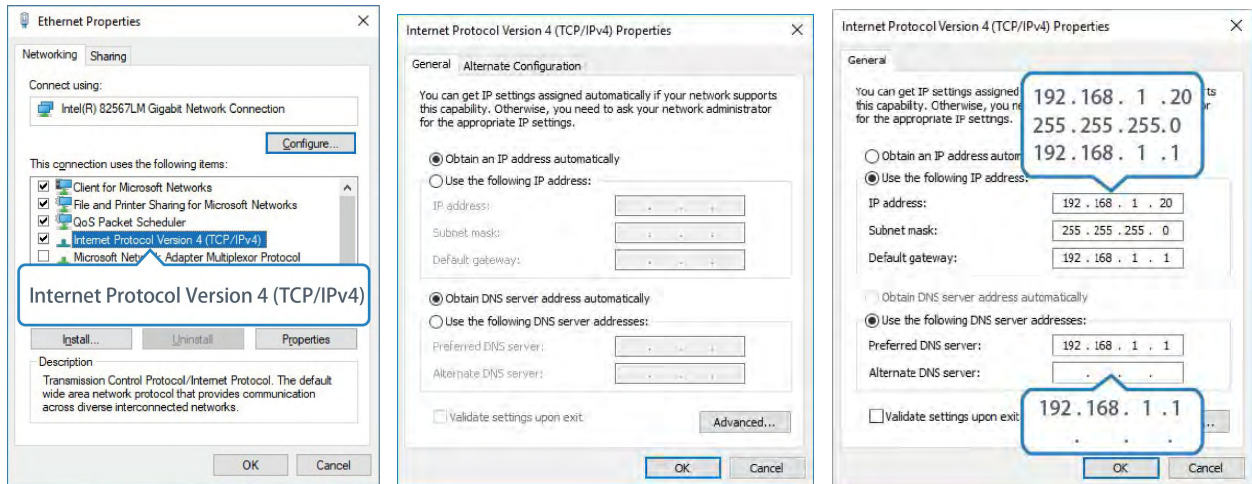 Ethernet Properties
Networking Sharing
Connect using:
Intel(R) 82567LM Gigabit Network Connection
Configure...
This connection uses the following items:
Client for Microsoft Networks
File and Printer Sharing for Microsoft Networks
QoS Packet Scheduler
Internet Protocol Version 4 (TCP/IPv4)
Microsoft Network Adapter Multiplexor Protocol
Internet Protocol Version 4 (TCP/IPv4)
Install... Uninstall Properties
Description
Transmission Control Protocol/Internet Protocol. The default
wide area network protocol that provides communication
across diverse interconnected networks.
OK Cancel
Internet Protocol Version 4 (TCP/IPv4) Properties
General Alternate Configuration
You can get IP settings assigned automatically if your network supports
this capability. Otherwise, you need to ask your network administrator
for the appropriate IP settings.
Obtain an IP address automatically
Use the following IP address:
IP address:
Subnet mask:
Default gateway:
Obtain DNS server address automatically
Use the following DNS server addresses:
Preferred DNS server:
Alternate DNS server:
Validate settings upon exit
Advanced...
OK Cancel
Internet Protocol Version 4 (TCP/IPv4) Properties
General
You can get IP settings assigned
this capability. Otherwise, you
for the appropriate IP settings.
192.168. 1 .20
255.255.255.0
192.168. 1 .1
Obtain an IP address
Use the following IP address:
IP address: 192 . 168 . 1 . 20
Subnet mask: 255 . 255 . 255 . 0
Default gateway: 192 . 168 . 1 . 1
Obtain DNS server address automatically
Use the following DNS server addresses:
Preferred DNS server: 192 . 168 . 1 . 1
Alternate DNS server: . . .
Validate settings upon exit
192.168. 1 .1
. . .
OK Cancel